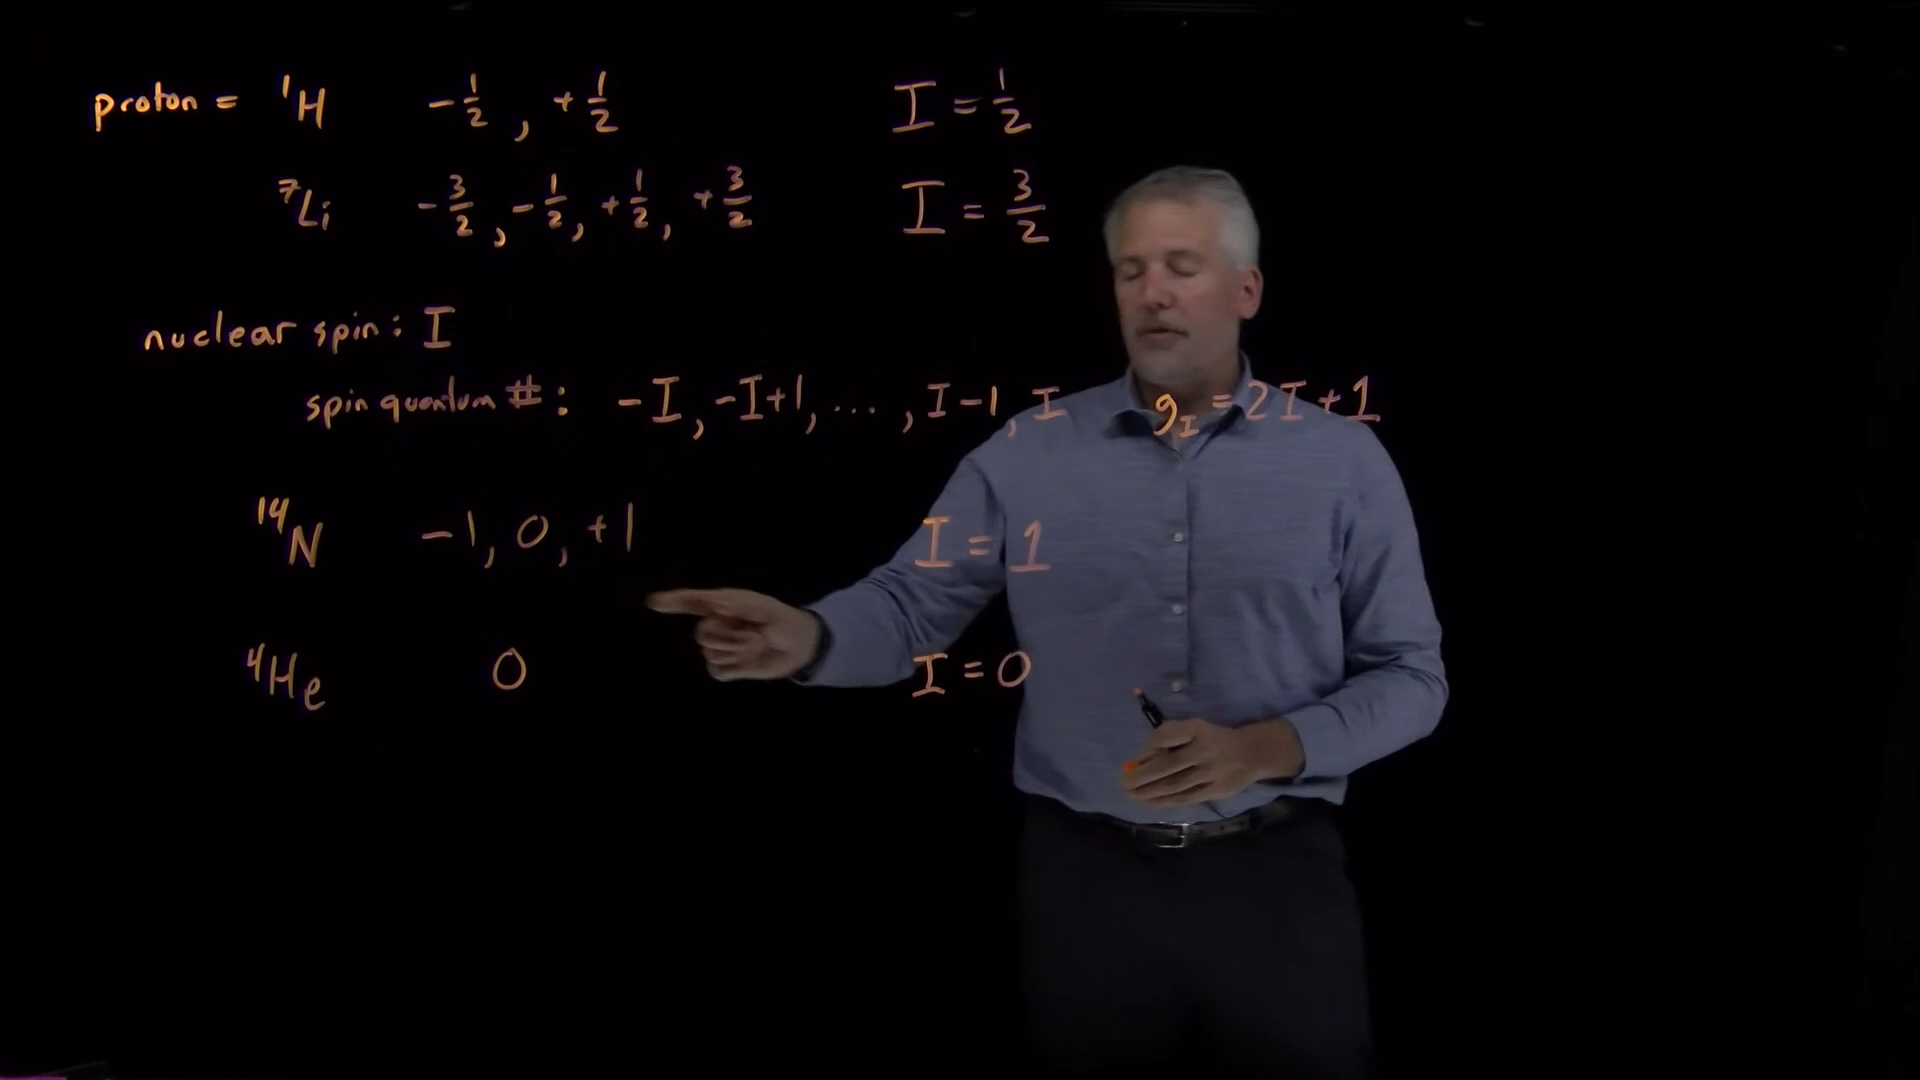 proton = ¹H -1/2, +1/2 I = 1/2
⁷Li -3/2, -1/2, +1/2, +3/2 I = 3/2
nuclear spin: I
spin quantum #: -I, -I+1, ..., I-1, I g_I = 2I+1
¹⁴N -1, 0, +1 I = 1
⁴He 0 I = 0